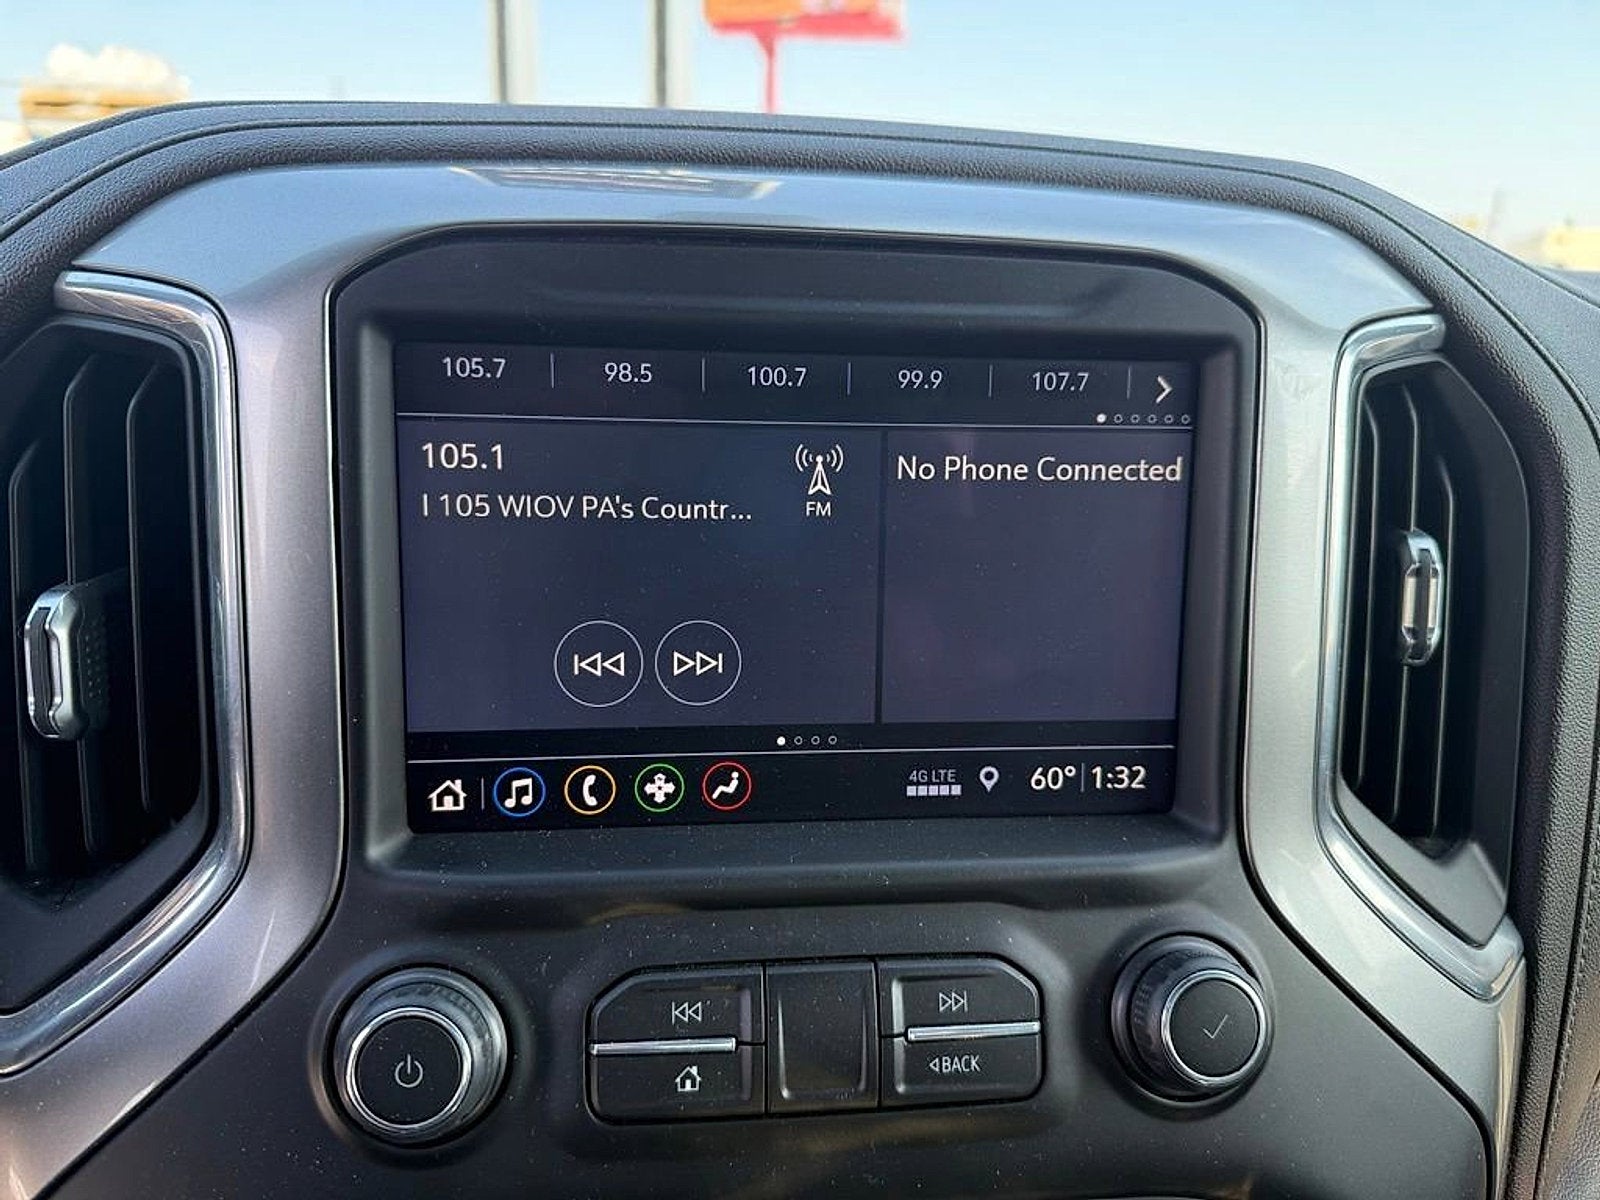 105.7 98.5 100.7 99.9 107.7
105.1
I 105 WIOV PA's Countr...
FM
No Phone Connected
4G LTE 60° 1:32
BACK